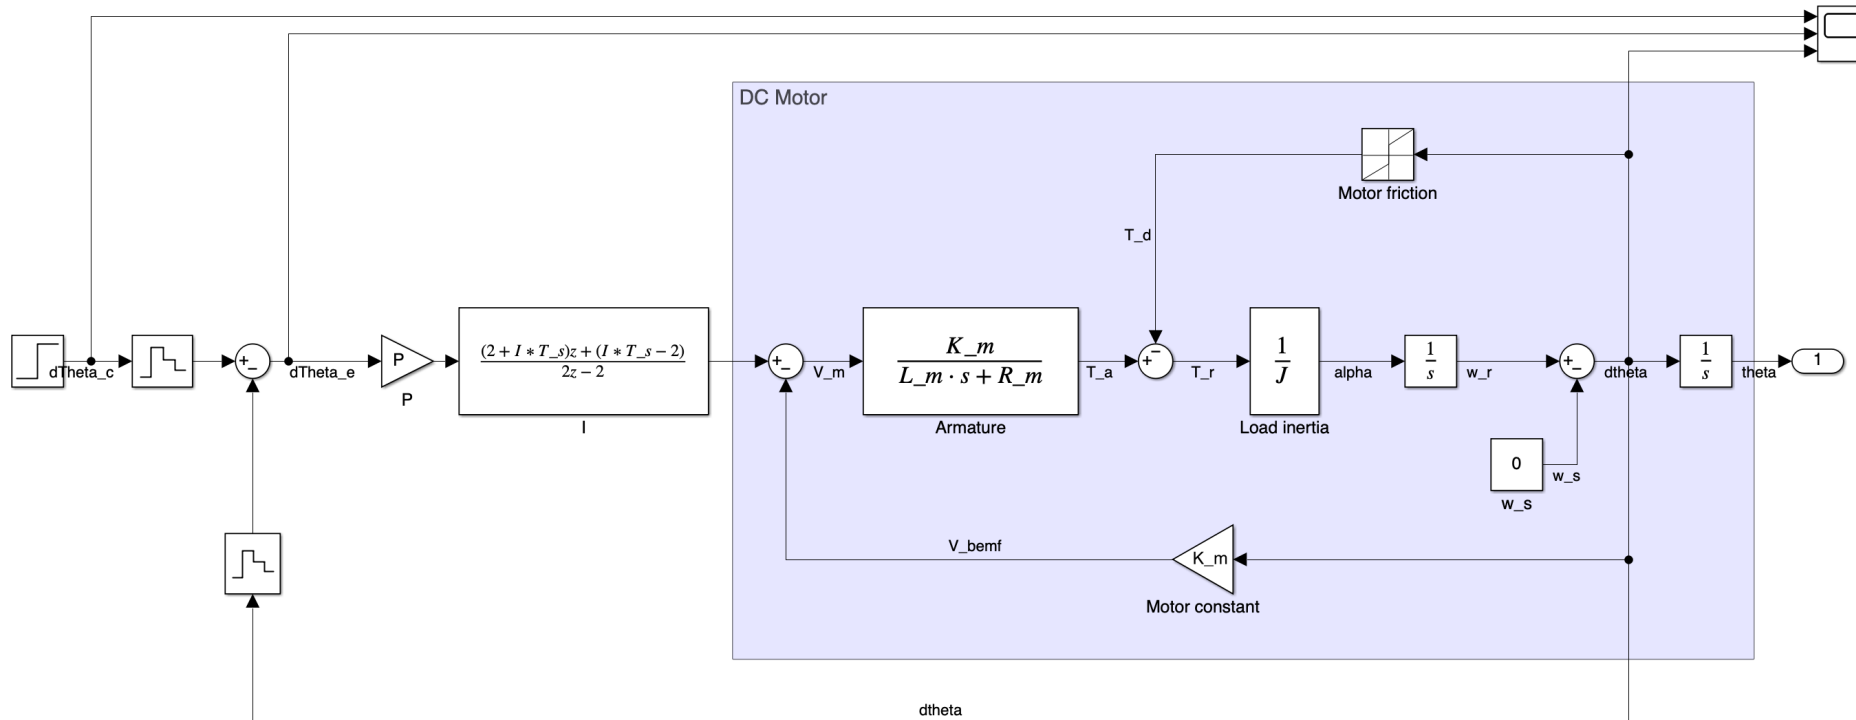 DC Motor
Motor friction
T_d
dTheta_c
+
−
dTheta_e
P
P
(2 + I ∗ T_s)z + (I ∗ T_s − 2)
2z − 2
I
+
−
V_m
K_m
L_m · s + R_m
Armature
T_a
+
−
T_r
1
J
Load inertia
alpha
1
s
w_r
+
−
dtheta
1
s
theta
1
0
w_s
w_s
V_bemf
K_m
Motor constant
dtheta